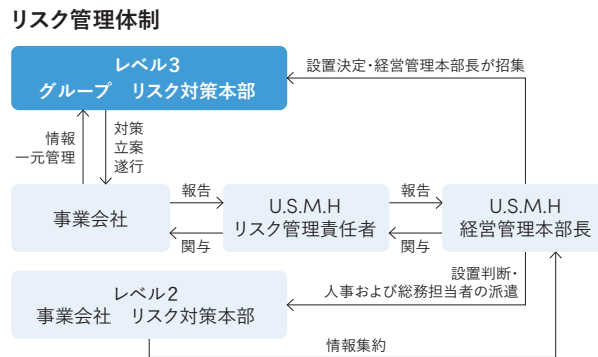 リスク管理体制
レベル3
グループ　リスク対策本部
設置決定・経営管理本部長が招集
情報
一元管理
対策
立案
遂行
事業会社
報告
関与
U.S.M.H
リスク管理責任者
報告
関与
U.S.M.H
経営管理本部長
レベル2
事業会社　リスク対策本部
設置判断・
人事および総務担当者の派遣
情報集約